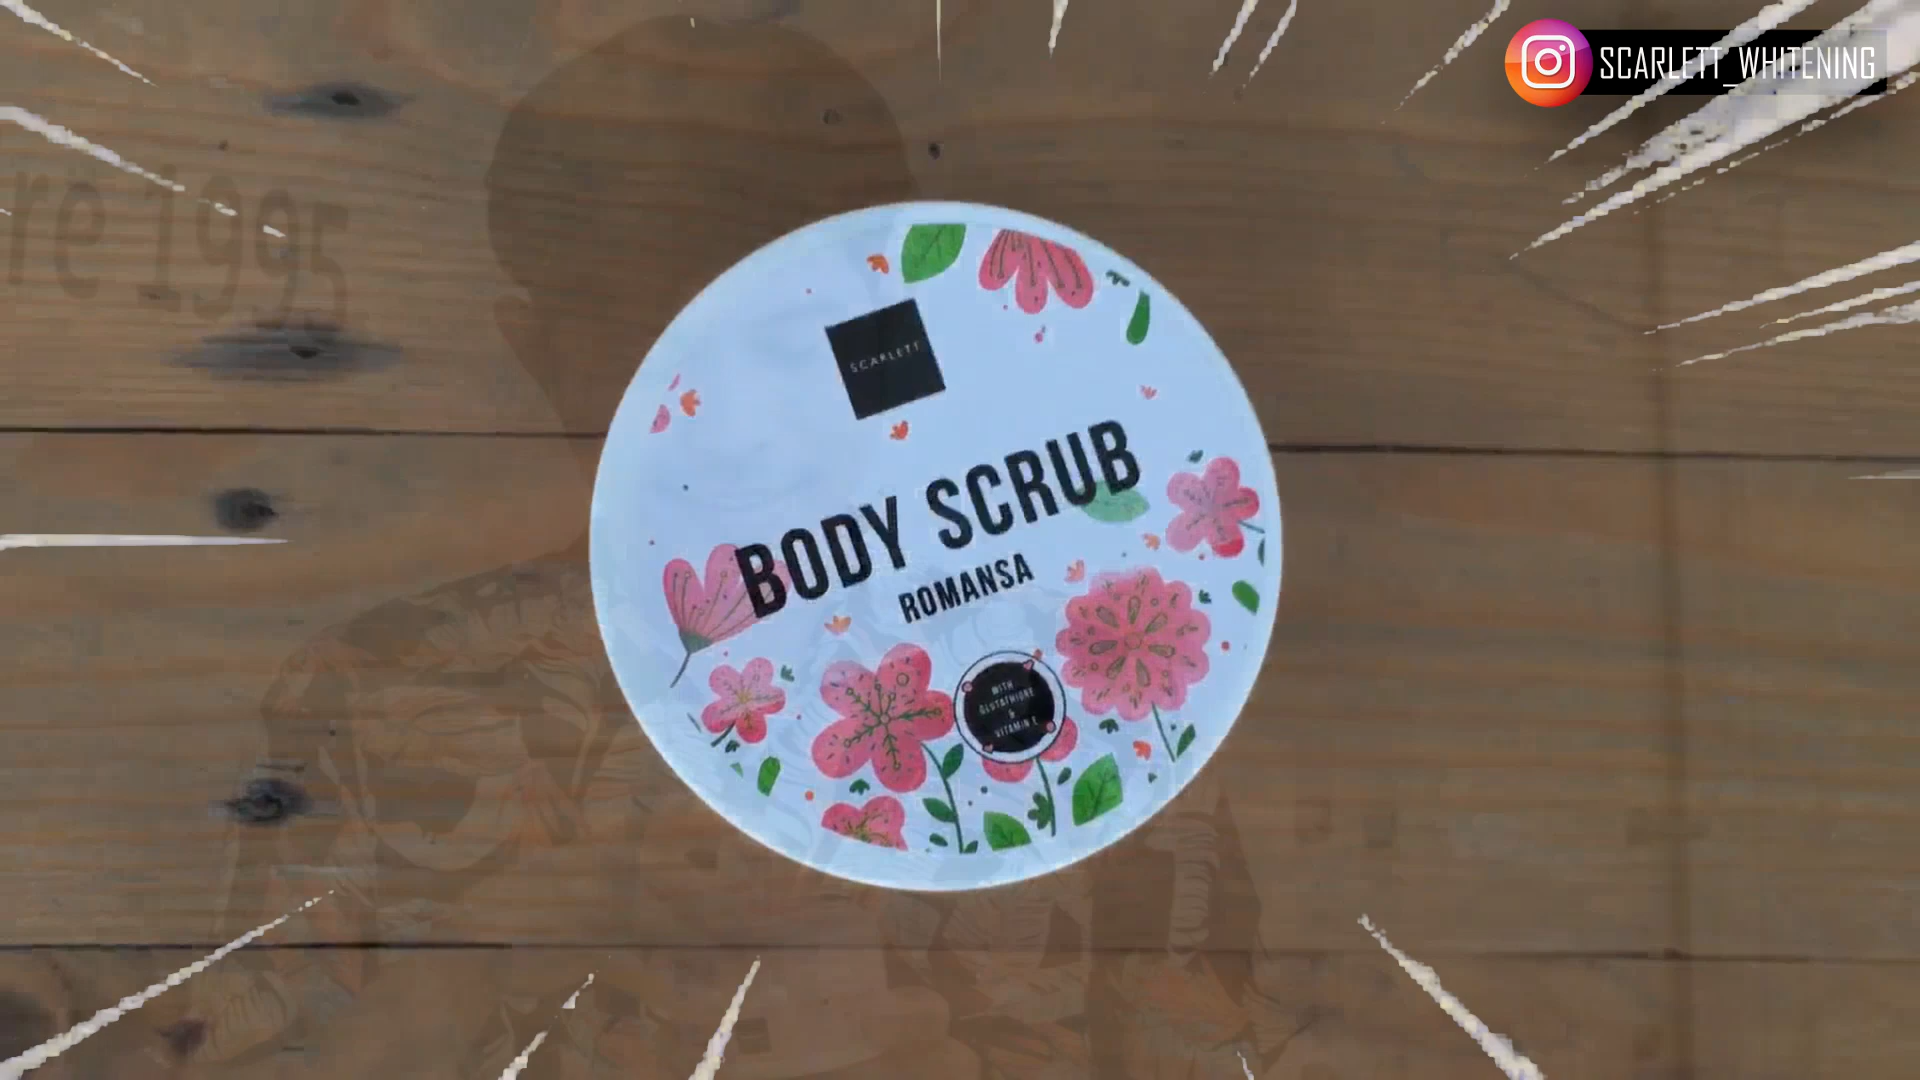 SCARLETT_WHITENING
re 1995
SCARLETT
BODY SCRUB
ROMANSA
WITH
GLUTATHIONE
&
VITAMIN E